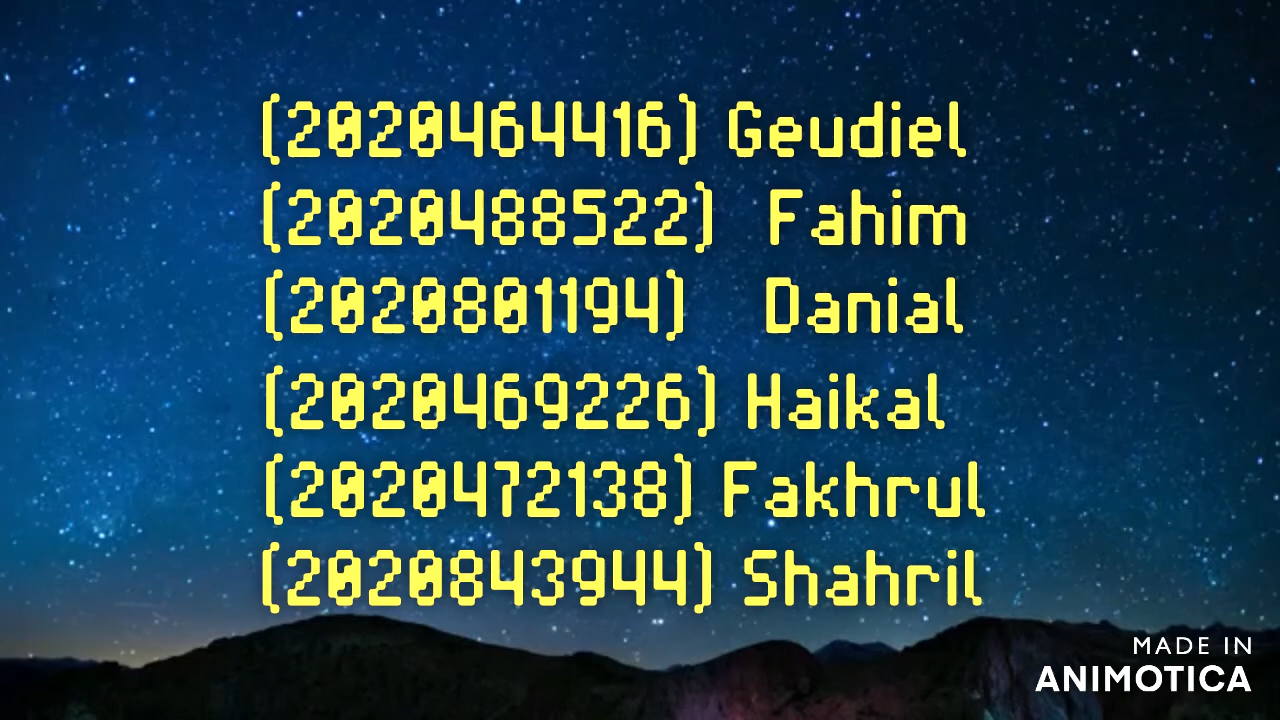 (2020464416) Geudiel
(2020488522) Fahim
(2020801194) Danial
(2020469226) Haikal
(2020472138) Fakhrul
(2020843944) Shahril
MADE IN
ANIMOTICA